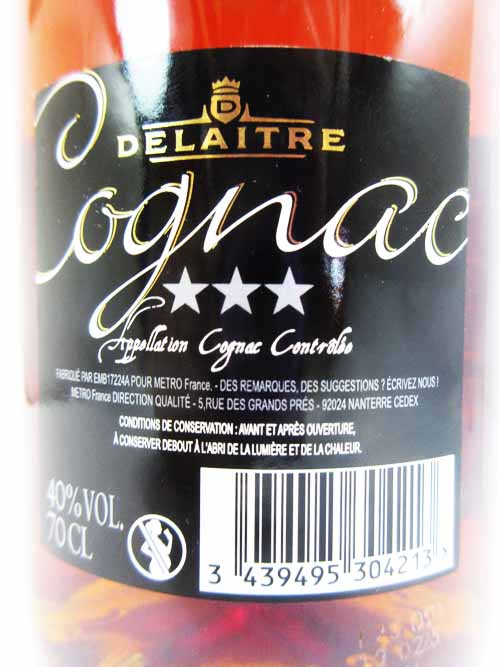 D
DELAITRE
Cognac
Appellation Cognac Contrôlée
FABRIQUÉ PAR EMB17224A POUR METRO France. - DES REMARQUES, DES SUGGESTIONS ? ÉCRIVEZ NOUS !
METRO France DIRECTION QUALITÉ - 5,RUE DES GRANDS PRÉS - 92024 NANTERRE CEDEX
CONDITIONS DE CONSERVATION : AVANT ET APRÈS OUVERTURE,
À CONSERVER DEBOUT À L'ABRI DE LA LUMIÈRE ET DE LA CHALEUR.
40%VOL.
70CL
3 439495 304213 >